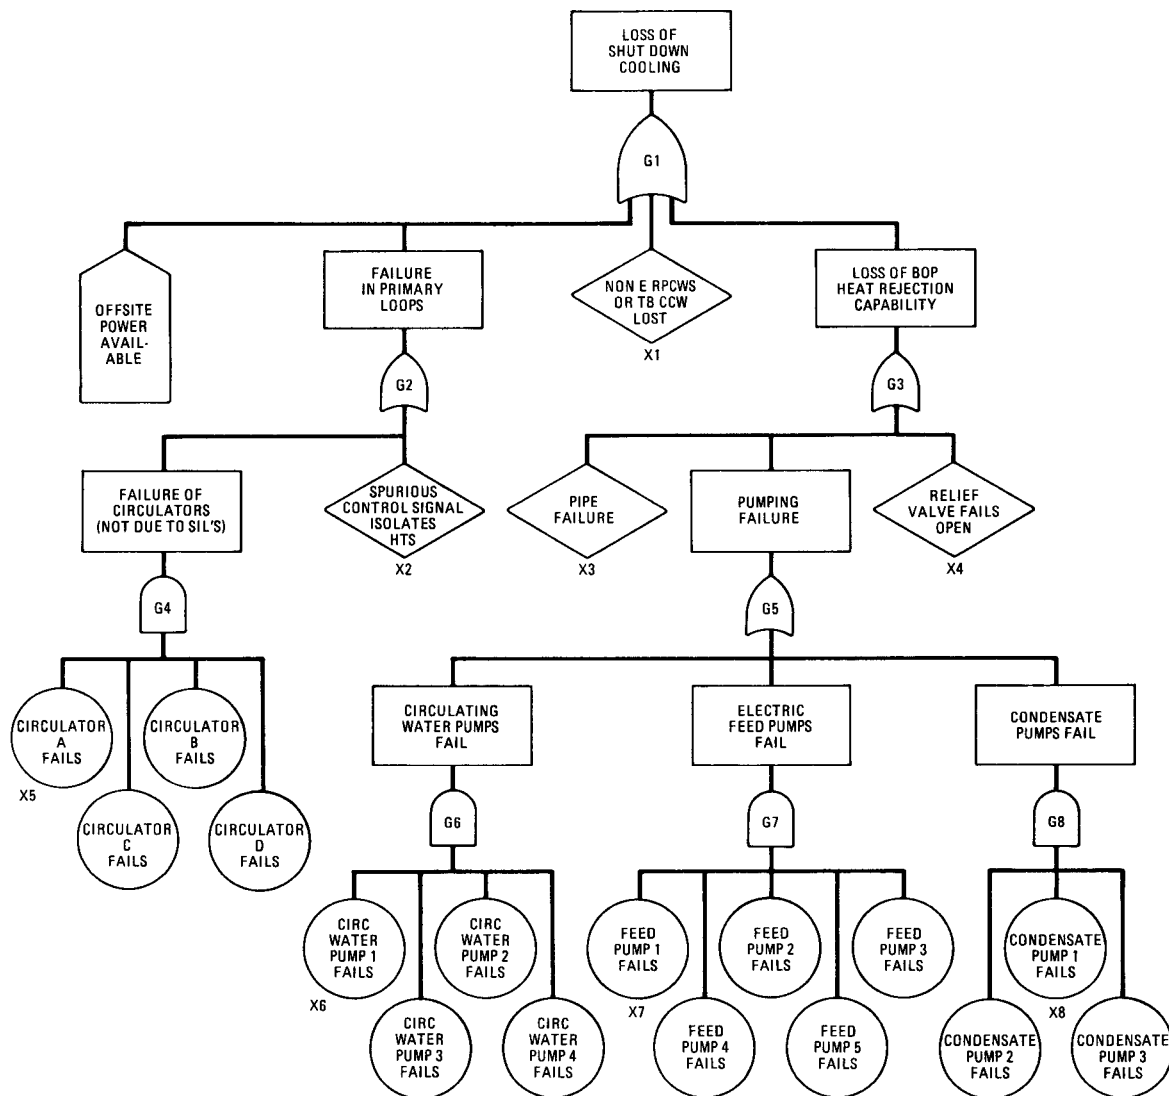 LOSS OF
SHUT DOWN
COOLING
G1
OFFSITE
POWER
AVAIL-
ABLE
FAILURE
IN PRIMARY
LOOPS
NON E RPCWS
OR TB CCW
LOST
X1
LOSS OF BOP
HEAT REJECTION
CAPABILITY
G2
G3
FAILURE OF
CIRCULATORS
(NOT DUE TO SIL'S)
SPURIOUS
CONTROL SIGNAL
ISOLATES
HTS
X2
PIPE
FAILURE
X3
PUMPING
FAILURE
RELIEF
VALVE FAILS
OPEN
X4
G4
G5
CIRCULATOR
A
FAILS
X5
CIRCULATOR
B
FAILS
CIRCULATOR
C
FAILS
CIRCULATOR
D
FAILS
CIRCULATING
WATER PUMPS
FAIL
ELECTRIC
FEED PUMPS
FAIL
CONDENSATE
PUMPS FAIL
G6
G7
G8
CIRC
WATER
PUMP 1
FAILS
X6
CIRC
WATER
PUMP 2
FAILS
CIRC
WATER
PUMP 3
FAILS
CIRC
WATER
PUMP 4
FAILS
FEED
PUMP 1
FAILS
X7
FEED
PUMP 2
FAILS
FEED
PUMP 3
FAILS
FEED
PUMP 4
FAILS
FEED
PUMP 5
FAILS
CONDENSATE
PUMP 1
FAILS
X8
CONDENSATE
PUMP 2
FAILS
CONDENSATE
PUMP 3
FAILS